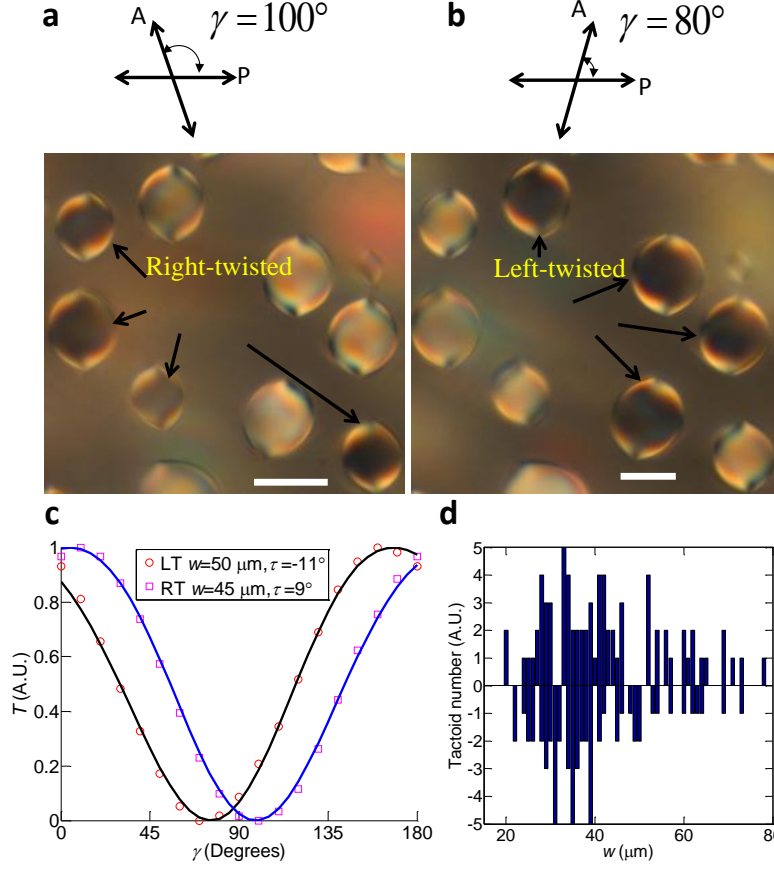 a
A
γ=100°
P
b
A
γ=80°
P
Right-twisted
Left-twisted
c
1
0.8
0.6
0.4
0.2
0
T (A.U.)
LT w=50 µm, τ=-11°
RT w=45 µm, τ=9°
0
45
90
135
180
γ (Degrees)
d
5
4
3
2
1
0
-1
-2
-3
-4
-5
Tactoid number (A.U.)
20
40
60
80
w (µm)